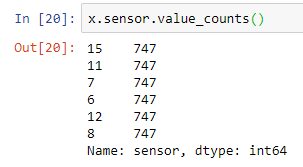 In [20]: x.sensor.value_counts()
Out[20]: 15    747
11    747
7     747
6     747
12    747
8     747
Name: sensor, dtype: int64